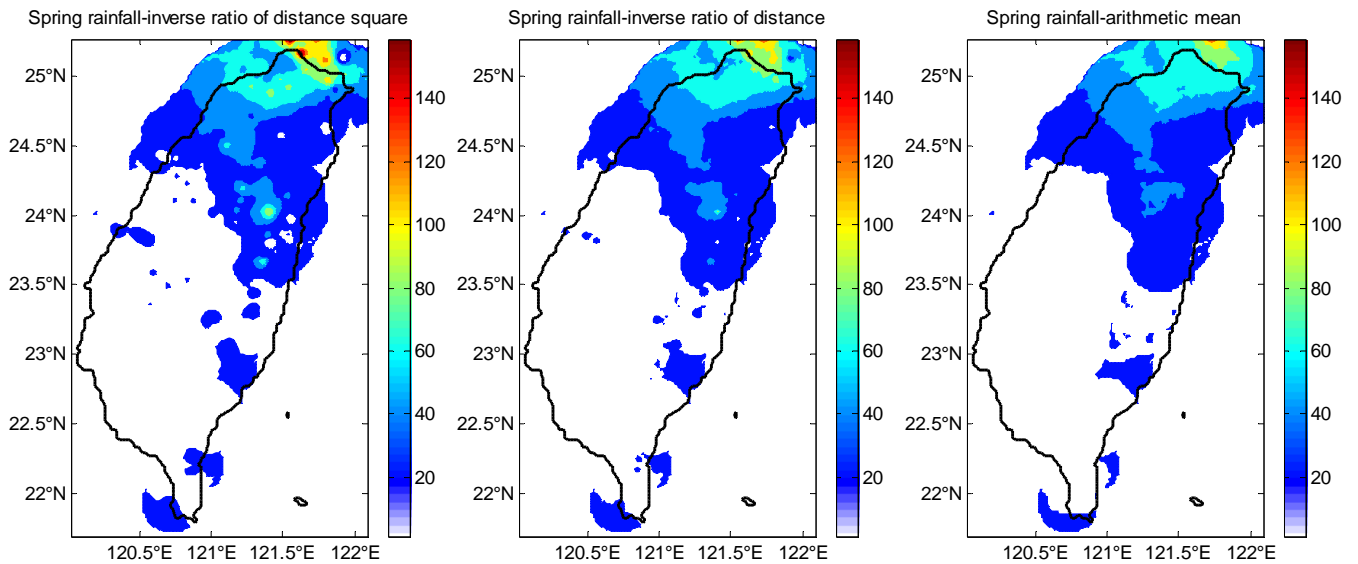 Spring rainfall-inverse ratio of distance square
25°N
24.5°N
24°N
23.5°N
23°N
22.5°N
22°N
120.5°E 121°E 121.5°E 122°E
140
120
100
80
60
40
20
Spring rainfall-inverse ratio of distance
25°N
24.5°N
24°N
23.5°N
23°N
22.5°N
22°N
120.5°E 121°E 121.5°E 122°E
140
120
100
80
60
40
20
Spring rainfall-arithmetic mean
25°N
24.5°N
24°N
23.5°N
23°N
22.5°N
22°N
120.5°E 121°E 121.5°E 122°E
140
120
100
80
60
40
20